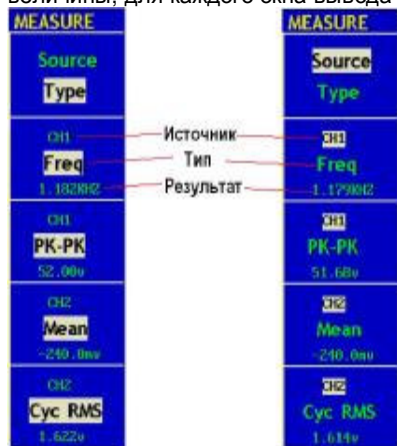 величины, для каждого окна вывода
MEASURE
Source
Type
CH1
Freq
1.182KHZ
CH1
PK-PK
52.00v
CH2
Mean
-240.0mv
CH2
Cyc RMS
1.622v
Источник
Тип
Результат
MEASURE
Source
Type
CH1
Freq
1.179KHZ
CH1
PK-PK
51.68v
CH2
Mean
-240.0mv
CH2
Cyc RMS
1.614v